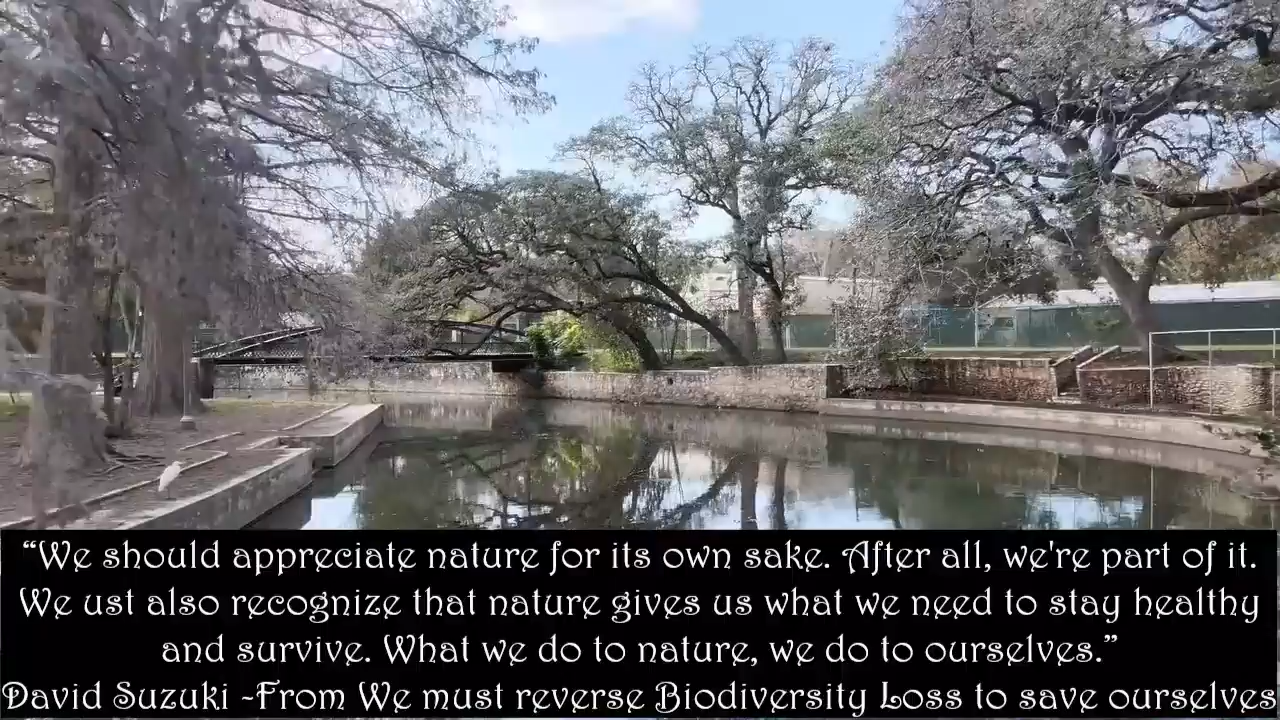 “We should appreciate nature for its own sake. After all, we're part of it.
We ust also recognize that nature gives us what we need to stay healthy
and survive. What we do to nature, we do to ourselves.”
David Suzuki -From We must reverse Biodiversity Loss to save ourselves